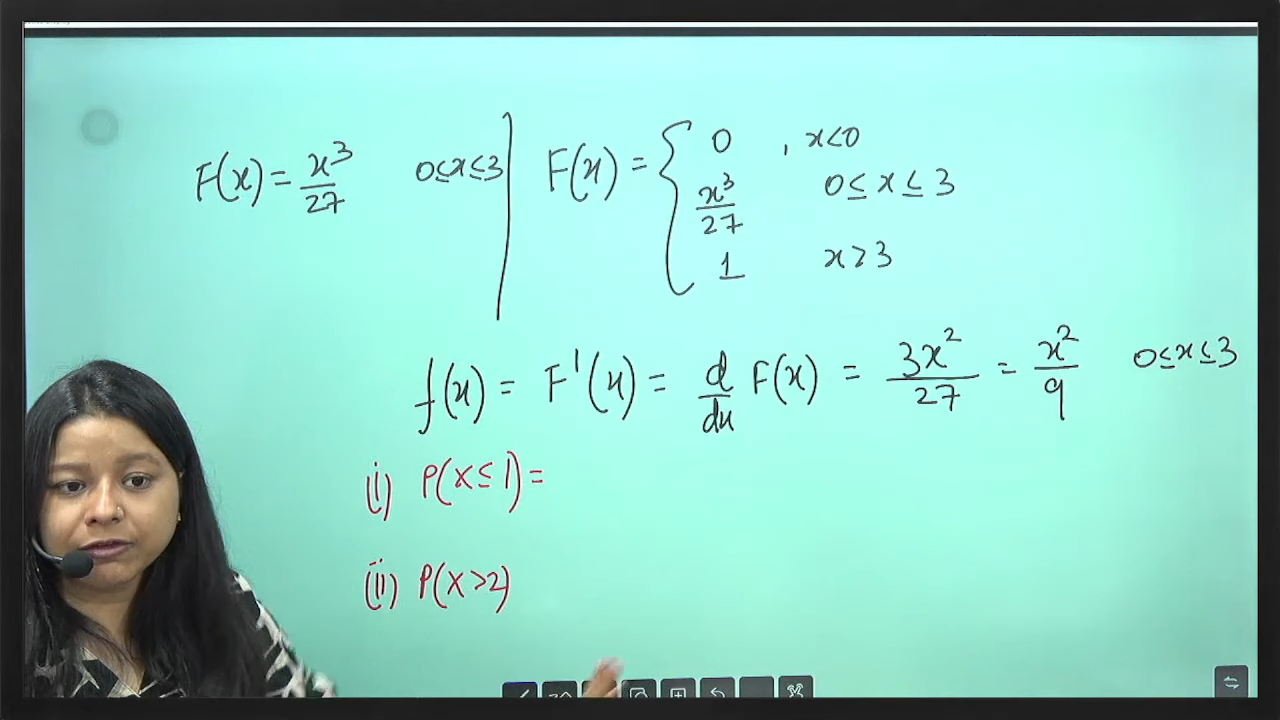 F(x) = x³/27 0≤x≤3
F(x) = { 0 , x<0
x³/27 0≤x≤3
1 x>3
f(x) = F'(x) = d/dx F(x) = 3x²/27 = x²/9 0≤x≤3
(i) P(X≤1) =
(ii) P(X>2)